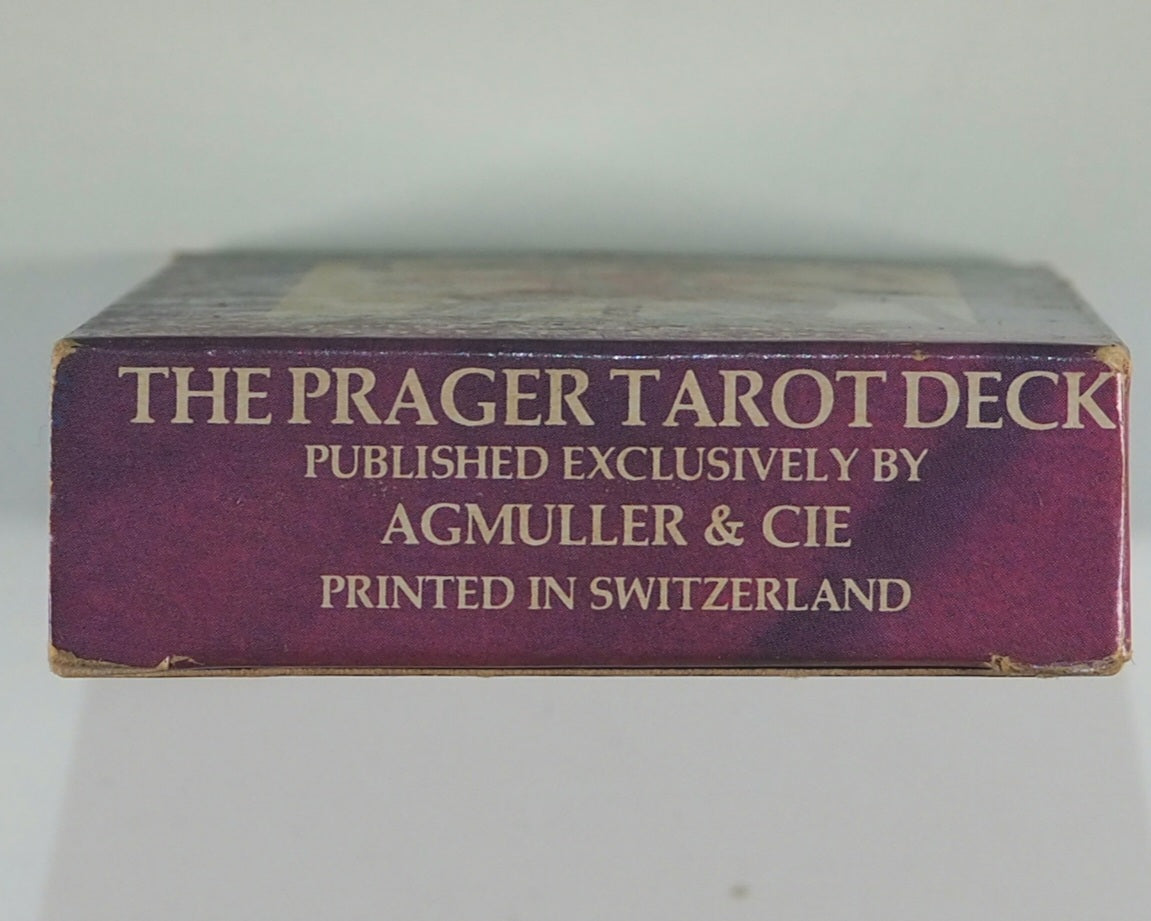 THE PRAGER TAROT DECK
PUBLISHED EXCLUSIVELY BY
AGMULLER & CIE
PRINTED IN SWITZERLAND